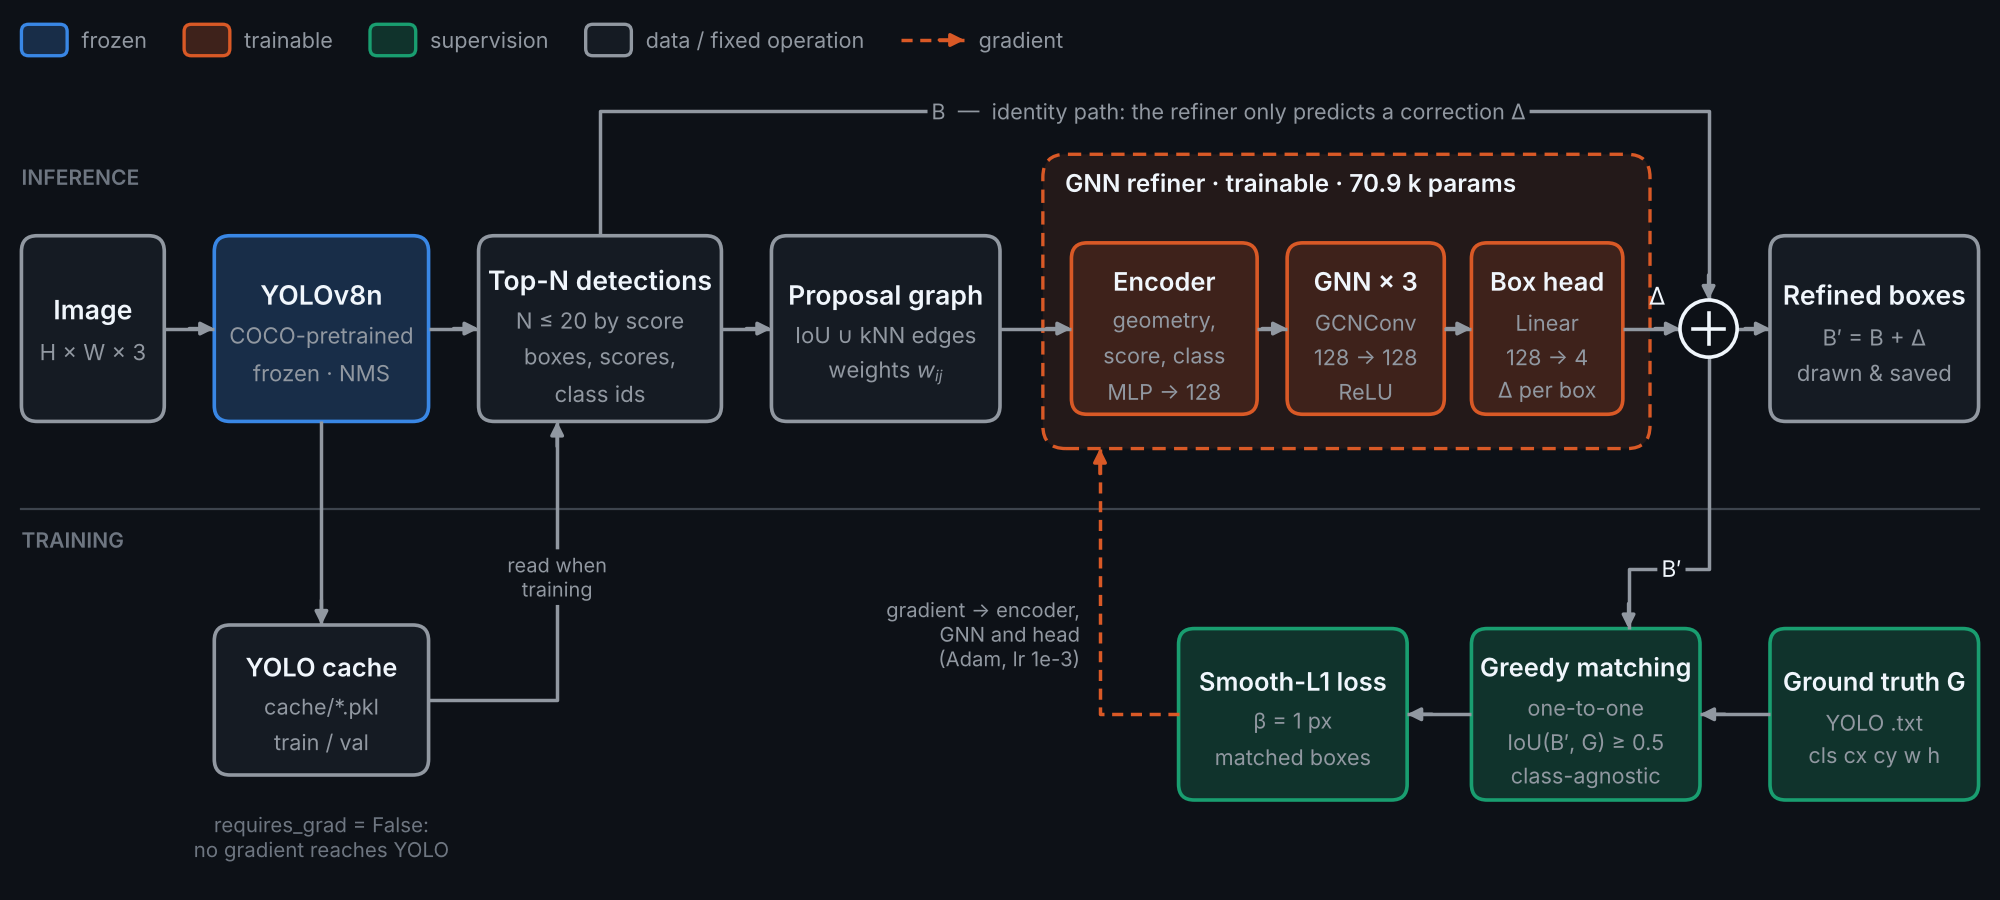 frozen
trainable
supervision
data / fixed operation
gradient
B — identity path: the refiner only predicts a correction Δ
INFERENCE
GNN refiner · trainable · 70.9 k params
Image
H × W × 3
YOLOv8n
COCO-pretrained
frozen · NMS
Top-N detections
N ≤ 20 by score
boxes, scores,
class ids
Proposal graph
IoU ∪ kNN edges
weights wij
Encoder
geometry,
score, class
MLP → 128
GNN × 3
GCNConv
128 → 128
ReLU
Box head
Linear
128 → 4
Δ per box
Δ
Refined boxes
B′ = B + Δ
drawn & saved
TRAINING
read when
training
B′
gradient → encoder,
GNN and head
(Adam, lr 1e-3)
YOLO cache
cache/*.pkl
train / val
Smooth-L1 loss
β = 1 px
matched boxes
Greedy matching
one-to-one
IoU(B′, G) ≥ 0.5
class-agnostic
Ground truth G
YOLO .txt
cls cx cy w h
requires_grad = False:
no gradient reaches YOLO